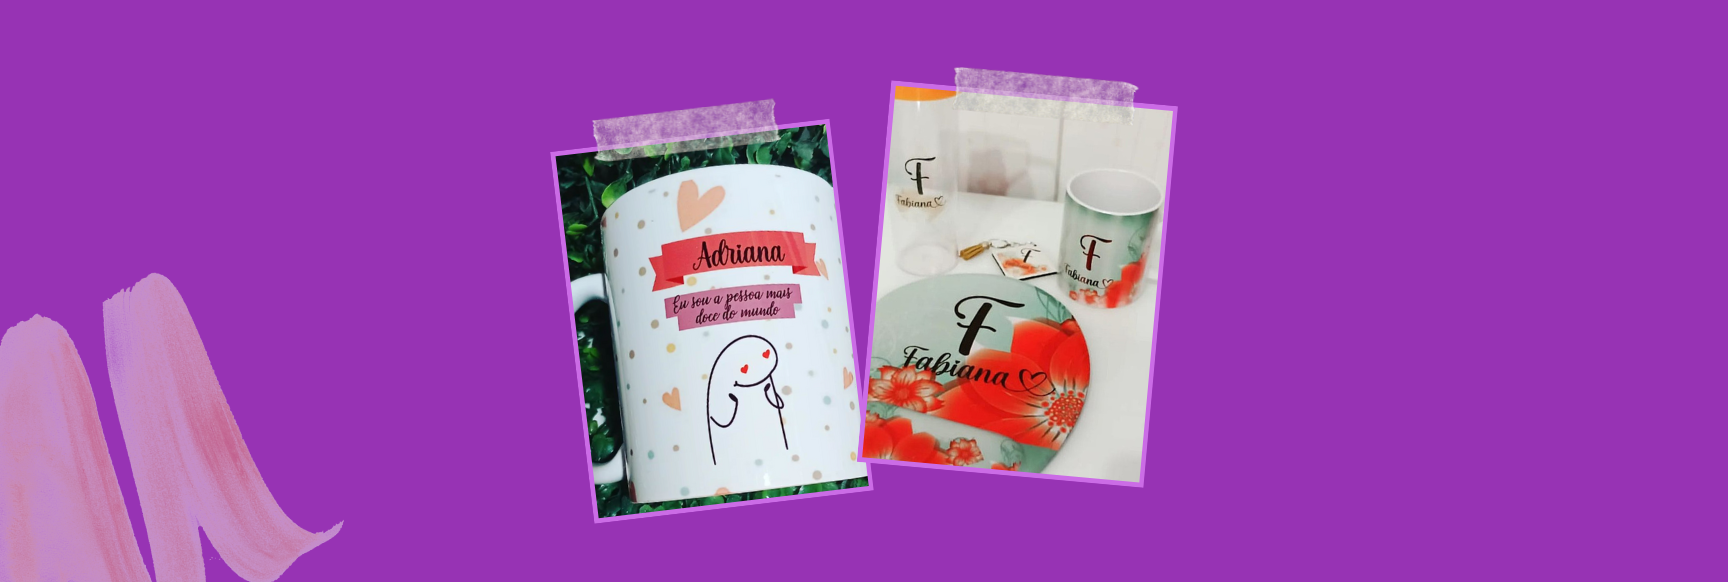 Adriana
Eu sou a pessoa mais
doce do mundo
F
Fabiana
F
F
Fabiana
F
Fabiana